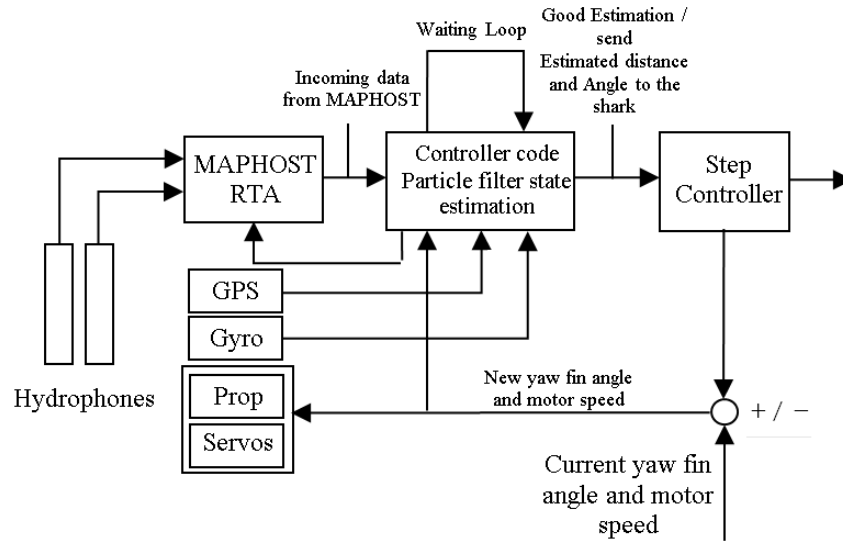 Waiting Loop
Good Estimation /
send
Estimated distance
and Angle to the
shark
Incoming data
from MAPHOST
MAPHOST
RTA
Controller code
Particle filter state
estimation
Step
Controller
GPS
Gyro
Prop
Servos
Hydrophones
New yaw fin angle
and motor speed
+ / −
Current yaw fin
angle and motor
speed